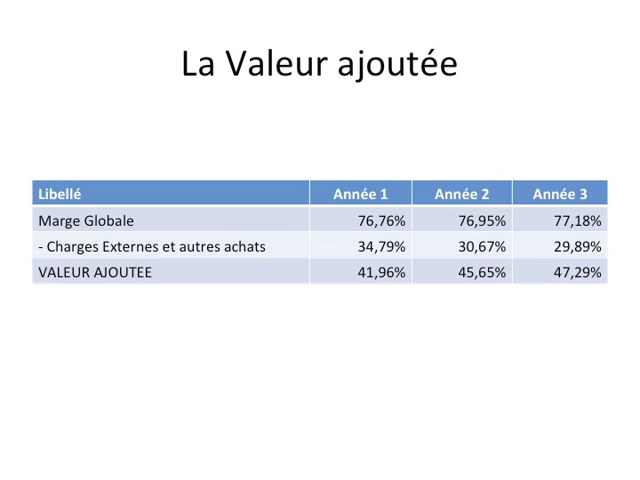 La Valeur ajoutée
Libellé Année 1 Année 2 Année 3
Marge Globale 76,76% 76,95% 77,18%
- Charges Externes et autres achats 34,79% 30,67% 29,89%
VALEUR AJOUTEE 41,96% 45,65% 47,29%